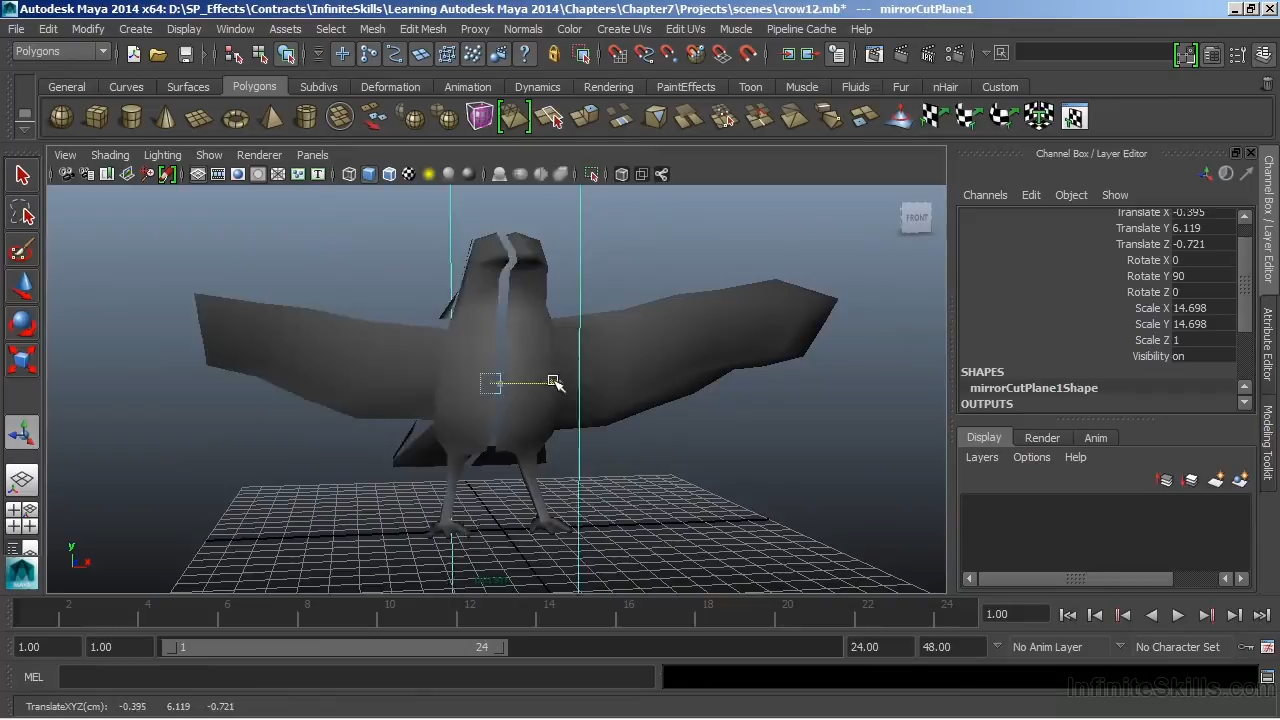 Autodesk Maya 2014 x64: D:\SP_Effects\Contracts\InfiniteSkills\Learning Autodesk Maya 2014\Chapters\Chapter7\Projects\scenes\crow12.mb* --- mirrorCutPlane1
File Edit Modify Create Display Window Assets Select Mesh Edit Mesh Proxy Normals Color Create UVs Edit UVs Muscle Pipeline Cache Help
Polygons
General Curves Surfaces Polygons Subdivs Deformation Animation Dynamics Rendering PaintEffects Toon Muscle Fluids Fur nHair Custom
View Shading Lighting Show Renderer Panels
FRONT
y
x
Channel Box / Layer Editor
Channels Edit Object Show
Translate X -0.395
Translate Y 6.119
Translate Z -0.721
Rotate X 0
Rotate Y 90
Rotate Z 0
Scale X 14.698
Scale Y 14.698
Scale Z 1
Visibility on
SHAPES
mirrorCutPlane1Shape
OUTPUTS
Display Render Anim
Layers Options Help
Channel Box / Layer Editor
Attribute Editor
Modeling Toolkit
2 4 6 8 10 12 14 16 18 20 22 24
1.00
1.00 1.00 1 24 24.00 48.00 No Anim Layer No Character Set
MEL
InfiniteSkills.com
TranslateXYZ(cm): -0.395 6.119 -0.721